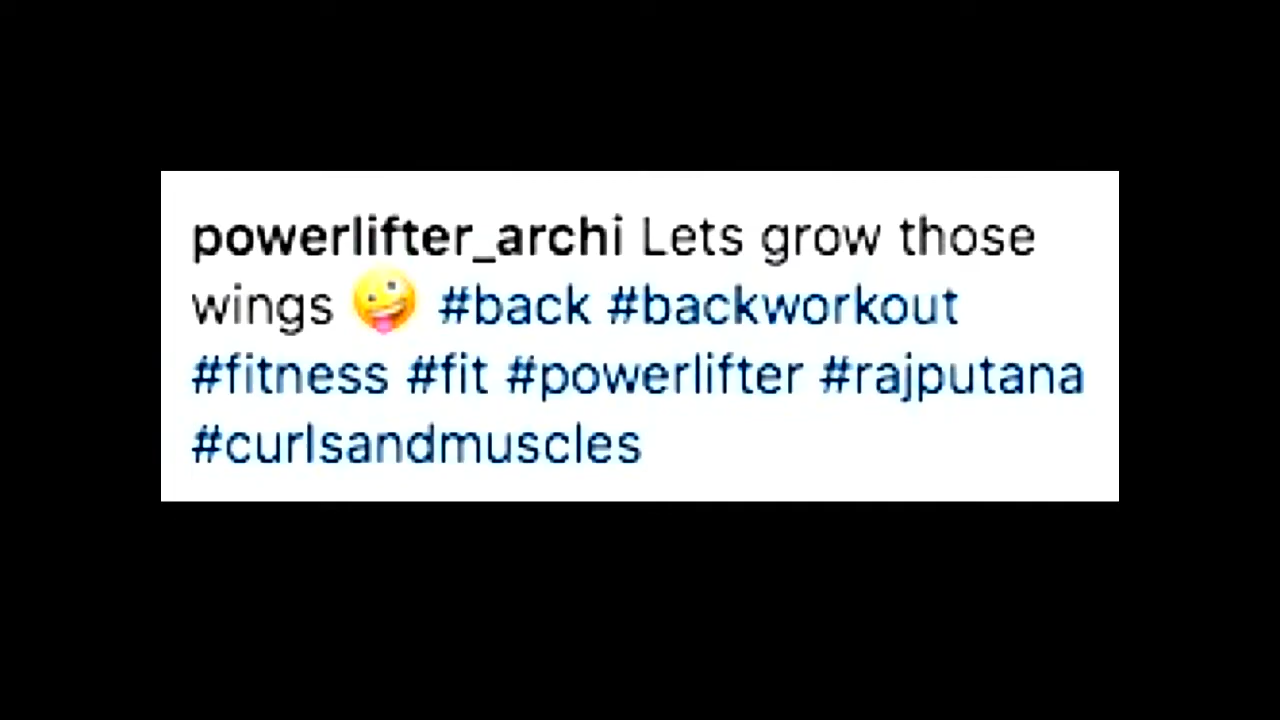 powerlifter_archi Lets grow those
wings 🤪 #back #backworkout
#fitness #fit #powerlifter #rajputana
#curlsandmuscles